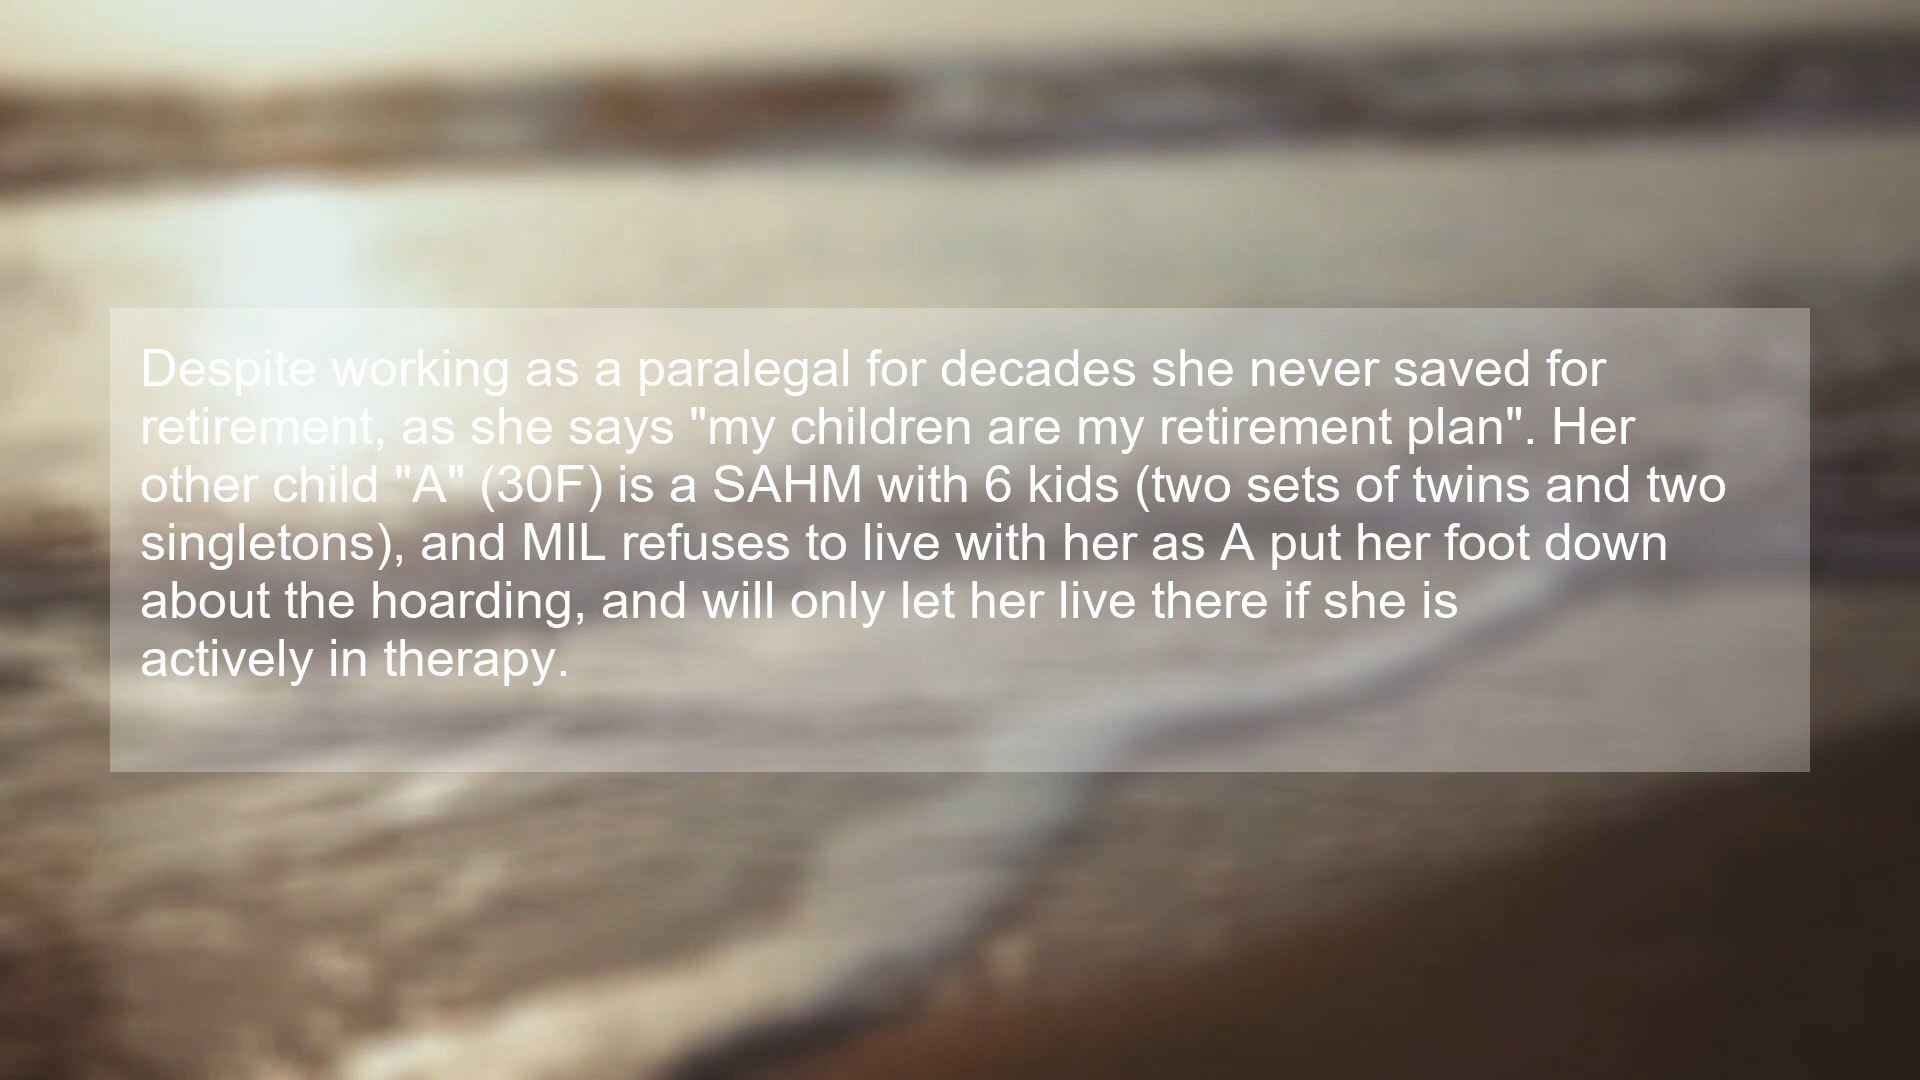 Despite working as a paralegal for decades she never saved for
retirement, as she says "my children are my retirement plan". Her
other child "A" (30F) is a SAHM with 6 kids (two sets of twins and two
singletons), and MIL refuses to live with her as A put her foot down
about the hoarding, and will only let her live there if she is
actively in therapy.